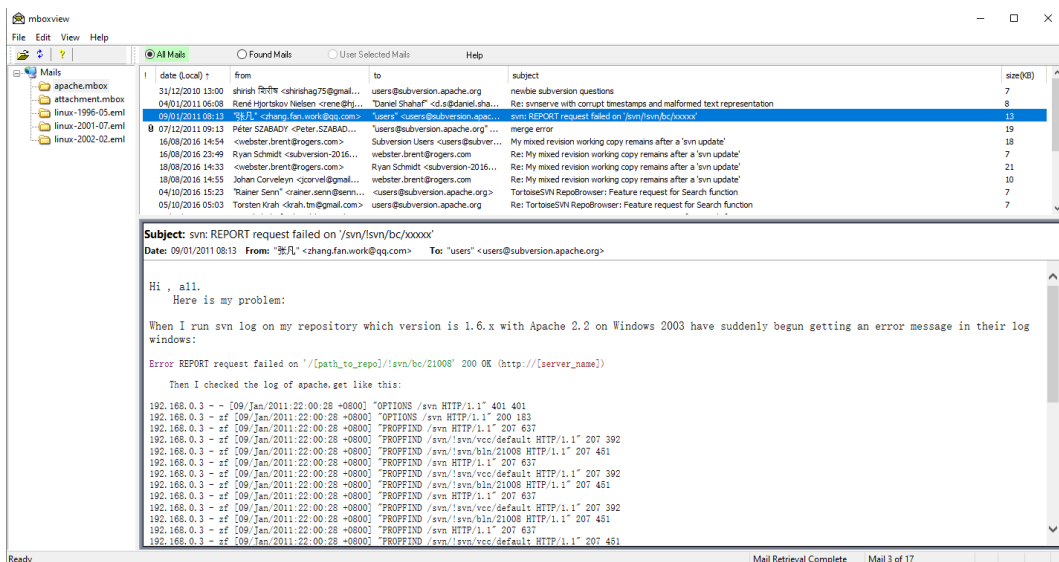 mboxview
File Edit View Help
All Mails Found Mails User Selected Mails Help
Mails
apache.mbox
attachment.mbox
linux-1996-05.eml
linux-2001-07.eml
linux-2002-02.eml
! date (Local) ↑ from to subject size(KB)
31/12/2010 13:00 shirish शिरीष <shirishag75@gmail... users@subversion.apache.org newbie subversion questions 7
04/01/2011 06:08 René Hjortskov Nielsen <rene@hj... "Daniel Shahaf" <d.s@daniel.sha... Re: svnserve with corrupt timestamps and malformed text representation 8
09/01/2011 08:13 "张凡" <zhang.fan.work@qq.com> "users" <users@subversion.apac... svn: REPORT request failed on '/svn/!svn/bc/xxxxx' 13
07/12/2011 09:13 Péter SZABADY <Peter.SZABAD... "users@subversion.apache.org" ... merge error 19
16/08/2016 14:54 <webster.brent@rogers.com> Subversion Users <users@subver... My mixed revision working copy remains after a 'svn update' 18
16/08/2016 23:49 Ryan Schmidt <subversion-2016... webster.brent@rogers.com Re: My mixed revision working copy remains after a 'svn update' 7
18/08/2016 14:33 <webster.brent@rogers.com> Ryan Schmidt <subversion-2016... Re: My mixed revision working copy remains after a 'svn update' 21
18/08/2016 14:55 Johan Corveleyn <jcorvel@gmail... webster.brent@rogers.com Re: My mixed revision working copy remains after a 'svn update' 10
04/10/2016 15:23 "Rainer Senn" <rainer.senn@senn... <users@subversion.apache.org> TortoiseSVN RepoBrowser: Feature request for Search function 7
05/10/2016 05:03 Torsten Krah <krah.tm@gmail.com> users@subversion.apache.org Re: TortoiseSVN RepoBrowser: Feature request for Search function 7
Subject: svn: REPORT request failed on '/svn/!svn/bc/xxxxx'
Date: 09/01/2011 08:13 From: "张凡" <zhang.fan.work@qq.com> To: "users" <users@subversion.apache.org>
Hi , all.
Here is my problem:
When I run svn log on my repository which version is 1.6.x with Apache 2.2 on Windows 2003 have suddenly begun getting an error message in their log
windows:
Error REPORT request failed on '/[path_to_repo]/!svn/bc/21008' 200 OK (http://[server_name])
Then I checked the log of apache,get like this:
192.168.0.3 - - [09/Jan/2011:22:00:28 +0800] "OPTIONS /svn HTTP/1.1" 401 401
192.168.0.3 - zf [09/Jan/2011:22:00:28 +0800] "OPTIONS /svn HTTP/1.1" 200 183
192.168.0.3 - zf [09/Jan/2011:22:00:28 +0800] "PROPFIND /svn HTTP/1.1" 207 637
192.168.0.3 - zf [09/Jan/2011:22:00:28 +0800] "PROPFIND /svn/!svn/vcc/default HTTP/1.1" 207 392
192.168.0.3 - zf [09/Jan/2011:22:00:28 +0800] "PROPFIND /svn/!svn/bln/21008 HTTP/1.1" 207 451
192.168.0.3 - zf [09/Jan/2011:22:00:28 +0800] "PROPFIND /svn HTTP/1.1" 207 637
192.168.0.3 - zf [09/Jan/2011:22:00:28 +0800] "PROPFIND /svn/!svn/vcc/default HTTP/1.1" 207 392
192.168.0.3 - zf [09/Jan/2011:22:00:28 +0800] "PROPFIND /svn/!svn/bln/21008 HTTP/1.1" 207 451
192.168.0.3 - zf [09/Jan/2011:22:00:28 +0800] "PROPFIND /svn HTTP/1.1" 207 637
192.168.0.3 - zf [09/Jan/2011:22:00:28 +0800] "PROPFIND /svn/!svn/vcc/default HTTP/1.1" 207 392
192.168.0.3 - zf [09/Jan/2011:22:00:28 +0800] "PROPFIND /svn/!svn/bln/21008 HTTP/1.1" 207 451
192.168.0.3 - zf [09/Jan/2011:22:00:28 +0800] "PROPFIND /svn HTTP/1.1" 207 637
192.168.0.3 - zf [09/Jan/2011:22:00:28 +0800] "PROPFIND /svn/!svn/vcc/default HTTP/1.1" 207 451
Ready Mail Retrieval Complete Mail 3 of 17